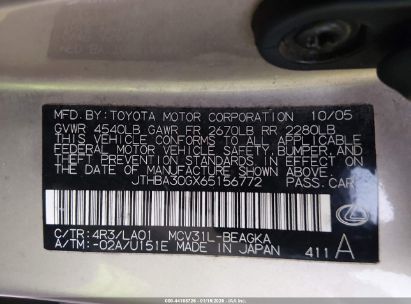 MFD. BY: TOYOTA MOTOR CORPORATION 10/05
GVWR 4540LB GAWR FR 2670LB RR 2280LB
THIS VEHICLE CONFORMS TO ALL APPLICABLE
FEDERAL MOTOR VEHICLE SAFETY, BUMPER, AND
THEFT PREVENTION STANDARDS IN EFFECT ON
THE DATE OF MANUFACTURE SHOWN ABOVE.
JTHBA30GX65156772 PASS. CAR
C/TR: 4R3/LA01 MCV31L-BEAGKA
A/TM: -02A/U151E MADE IN JAPAN 411 A